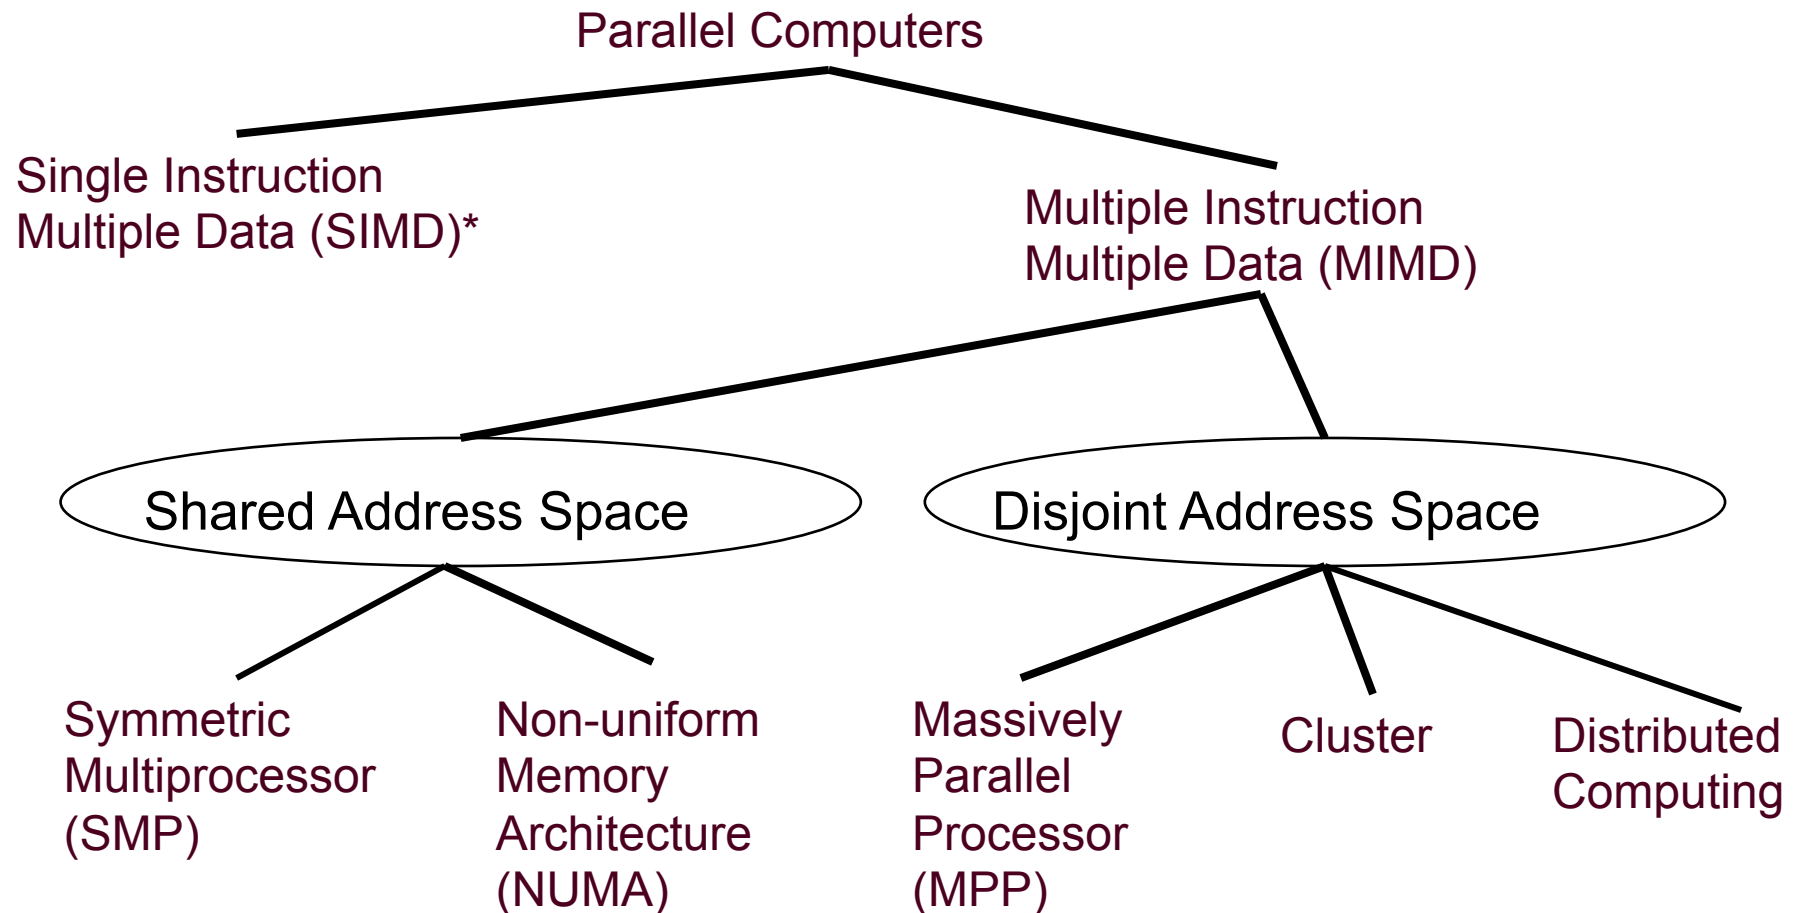 Parallel Computers
Single Instruction
Multiple Data (SIMD)*
Multiple Instruction
Multiple Data (MIMD)
Shared Address Space
Disjoint Address Space
Symmetric
Multiprocessor
(SMP)
Non-uniform
Memory
Architecture
(NUMA)
Massively
Parallel
Processor
(MPP)
Cluster
Distributed
Computing